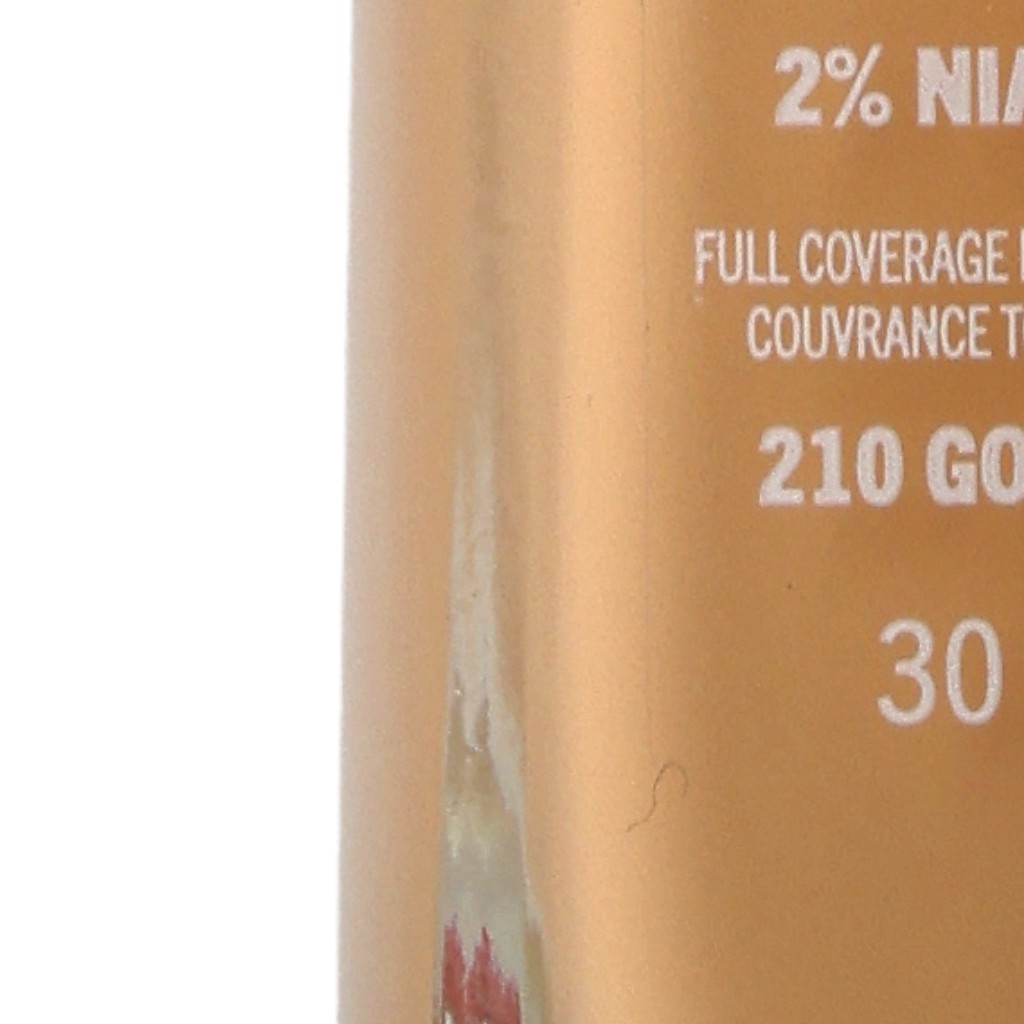 2% NIA
FULL COVERAGE
COUVRANCE T
210 GO
30